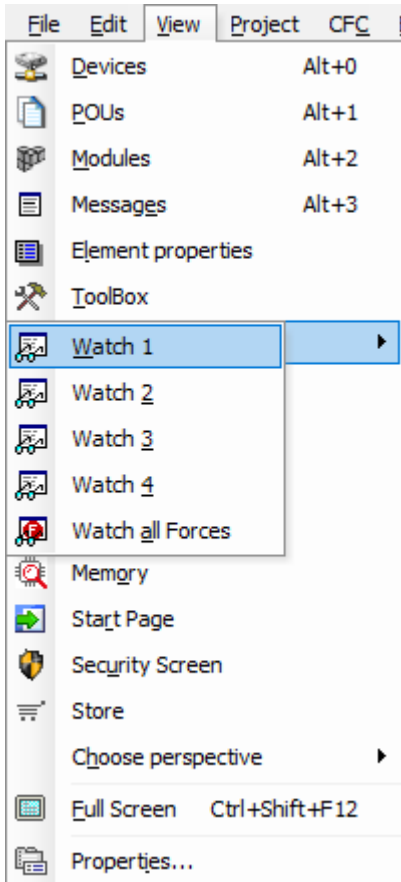 File Edit View Project CFC
Devices Alt+0
POUs Alt+1
Modules Alt+2
Messages Alt+3
Element properties
ToolBox
Watch 1
Watch 2
Watch 3
Watch 4
Watch all Forces
Memory
Start Page
Security Screen
Store
Choose perspective
Full Screen Ctrl+Shift+F12
Properties...